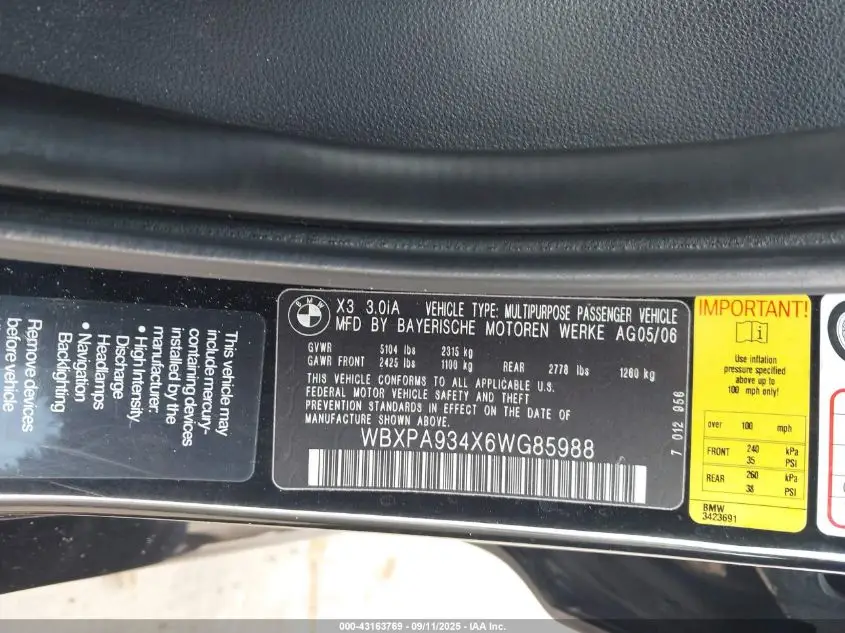 This vehicle may
include mercury-
containing devices
installed by the
manufacturer:
• High Intensity
Discharge
Headlamps
• Navigation
Backlighting
Remove devices
before vehicle
BMW
X3 3.0iA VEHICLE TYPE: MULTIPURPOSE PASSENGER VEHICLE
MFD BY BAYERISCHE MOTOREN WERKE AG05/06
GVWR 5104 lbs 2315 kg
GAWR FRONT 2425 lbs 1100 kg REAR 2778 lbs 1260 kg
THIS VEHICLE CONFORMS TO ALL APPLICABLE U.S.
FEDERAL MOTOR VEHICLE SAFETY AND THEFT
PREVENTION STANDARDS IN EFFECT ON THE DATE OF
MANUFACTURE SHOWN ABOVE.
WBXPA934X6WG85988
7 012 956
IMPORTANT!
Use inflation
pressure specified
above up to
100 mph only!
over 100 mph
FRONT 240 kPa
35 PSI
REAR 260 kPa
38 PSI
BMW
3423691
000-43163769 - 09/11/2025 - IAA Inc.